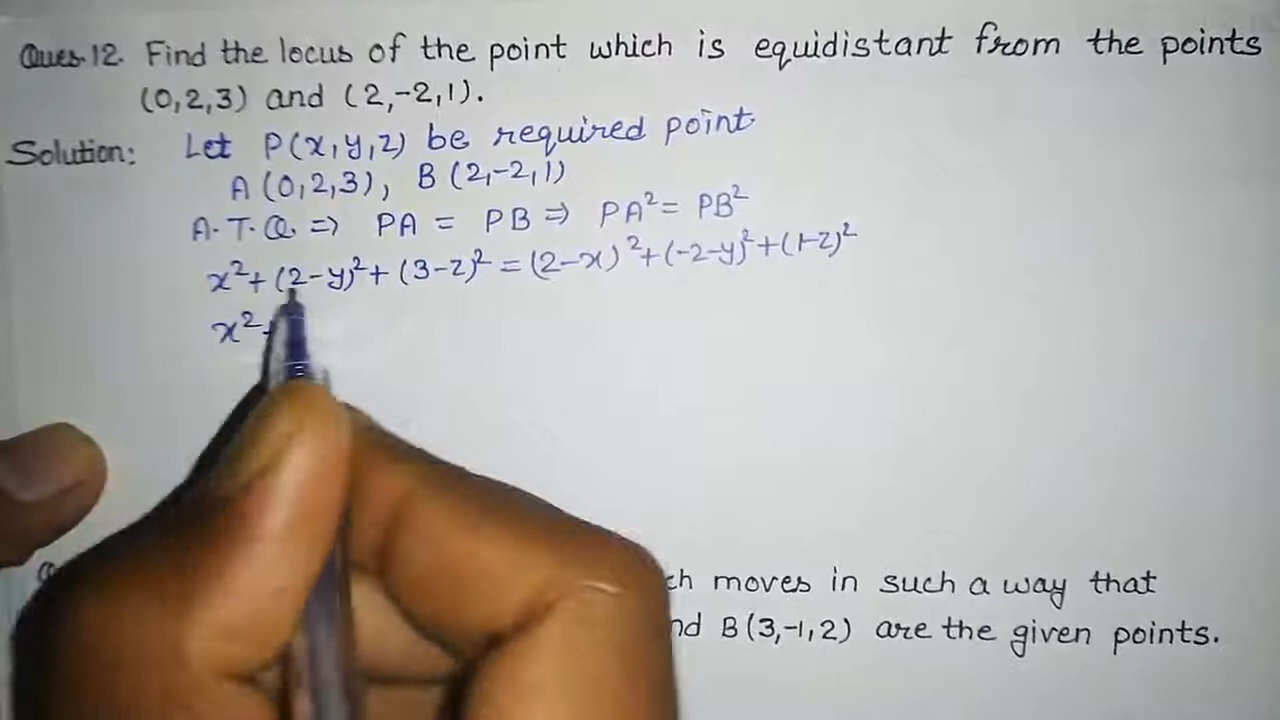 Ques.12. Find the locus of the point which is equidistant from the points
(0,2,3) and (2,-2,1).
Solution: Let P(x,y,z) be required point.
A (0,2,3), B (2,-2,1)
A.T.Q. ⇒ PA = PB ⇒ PA² = PB²
x² + (2-y)² + (3-z)² = (2-x)² + (-2-y)² + (1-z)²
x² +
moves in such a way that
B(3,-1,2) are the given points.